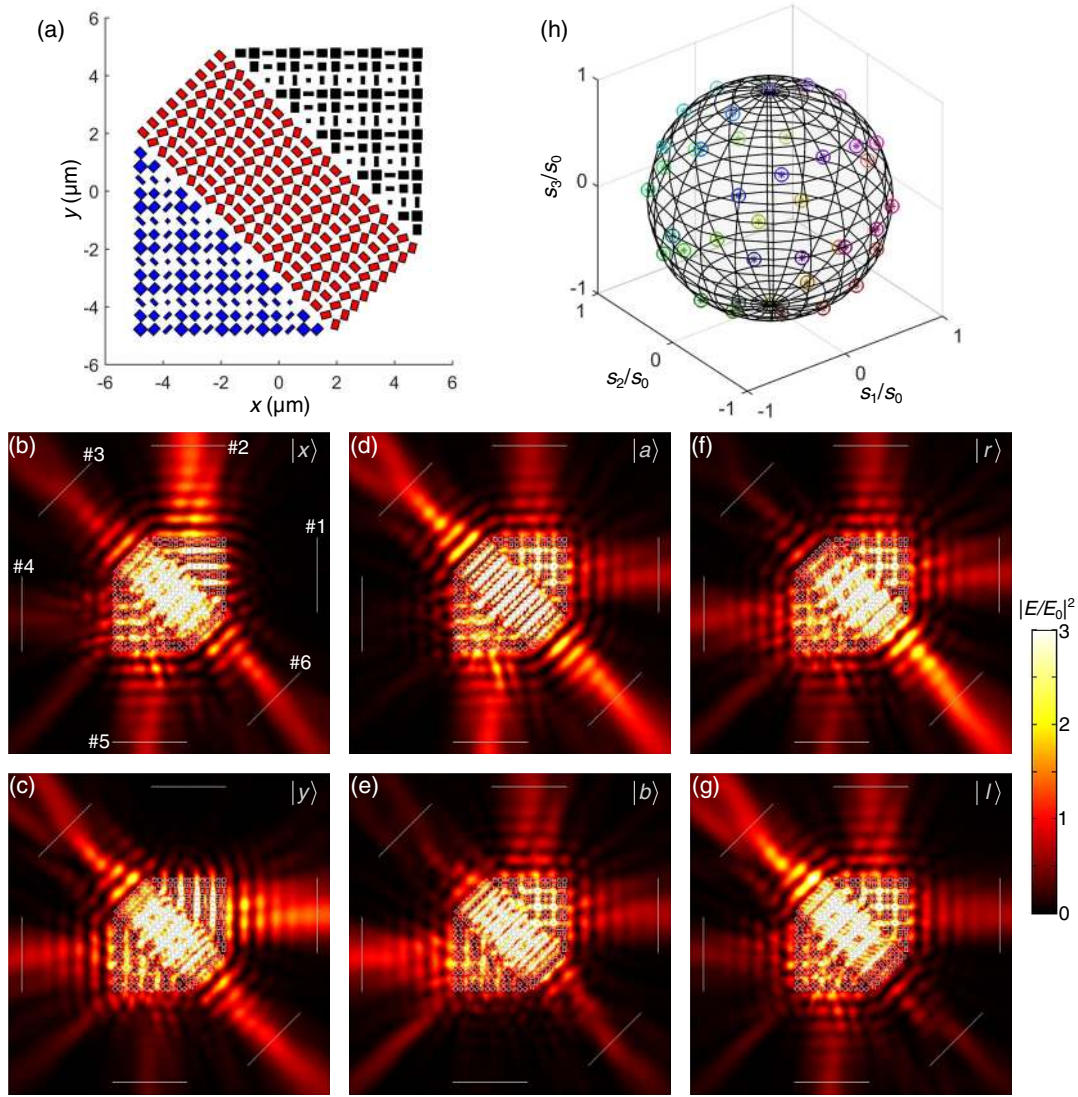 (a)
6
4
2
0
-2
-4
-6
-6 -4 -2 0 2 4 6
y (µm)
x (µm)
(h)
1
0
-1
s3/s0
1
0
-1
s2/s0
-1
0
1
s1/s0
(b) #3 #2 |x⟩
#1
#4
#6
#5
(d) |a⟩
(f) |r⟩
(c) |y⟩
(e) |b⟩
(g) |l⟩
|E/E0|²
3
2
1
0